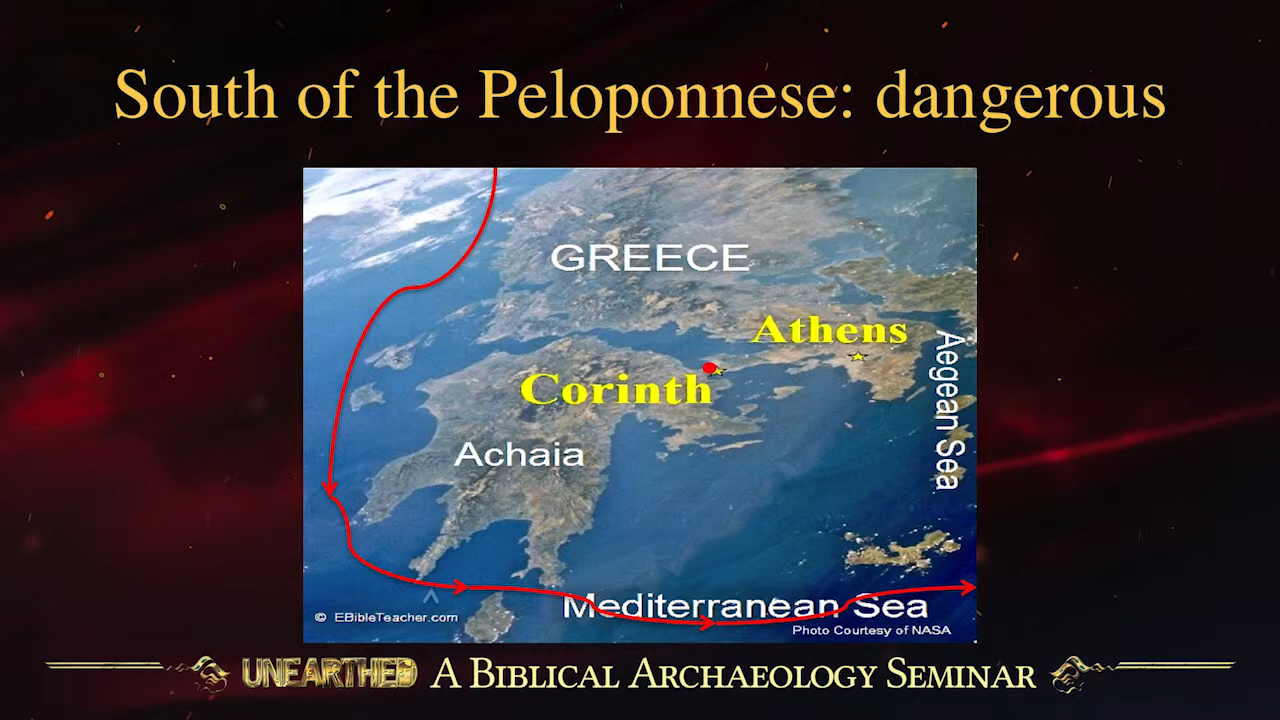 South of the Peloponnese: dangerous
GREECE
Athens
Aegean Sea
Corinth
Achaia
Mediterranean Sea
© EBibleTeacher.com
Photo Courtesy of NASA
UNEARTHED A BIBLICAL ARCHAEOLOGY SEMINAR